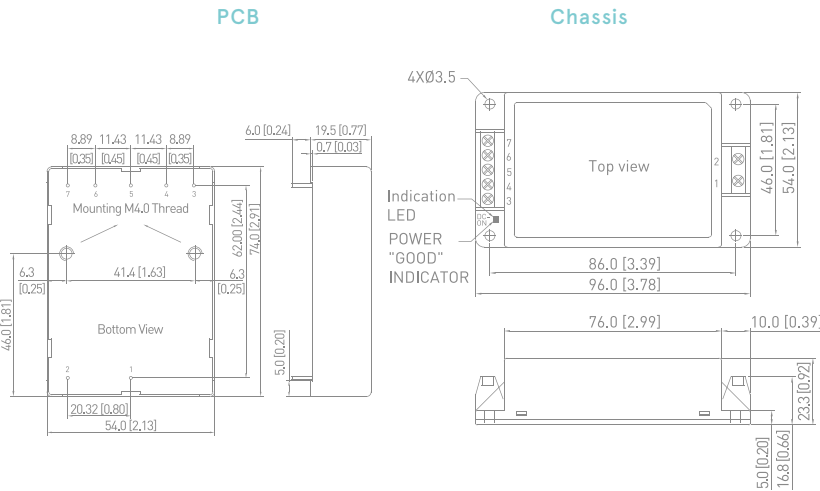 PCB
8.89 11.43 11.43 8.89
[0.35] [0.45] [0.45] [0.35]
7 6 5 4 3
Mounting M4.0 Thread
6.3
[0.25]
41.4 [1.63]
6.3
[0.25]
46.0 [1.81]
62.00 [2.44]
74.0 [2.91]
Bottom View
2 1
20.32 [0.80]
54.0 [2.13]
6.0 [0.24] 19.5 [0.77]
0.7 [0.03]
5.0 [0.20]
Chassis
4XØ3.5
7
6
5
4
3
Top view
2
1
Indication
LED
DC
ON
POWER
"GOOD"
INDICATOR
46.0 [1.81]
54.0 [2.13]
86.0 [3.39]
96.0 [3.78]
76.0 [2.99] 10.0 [0.39]
23.3 [0.92]
16.8 [0.66]
5.0 [0.20]